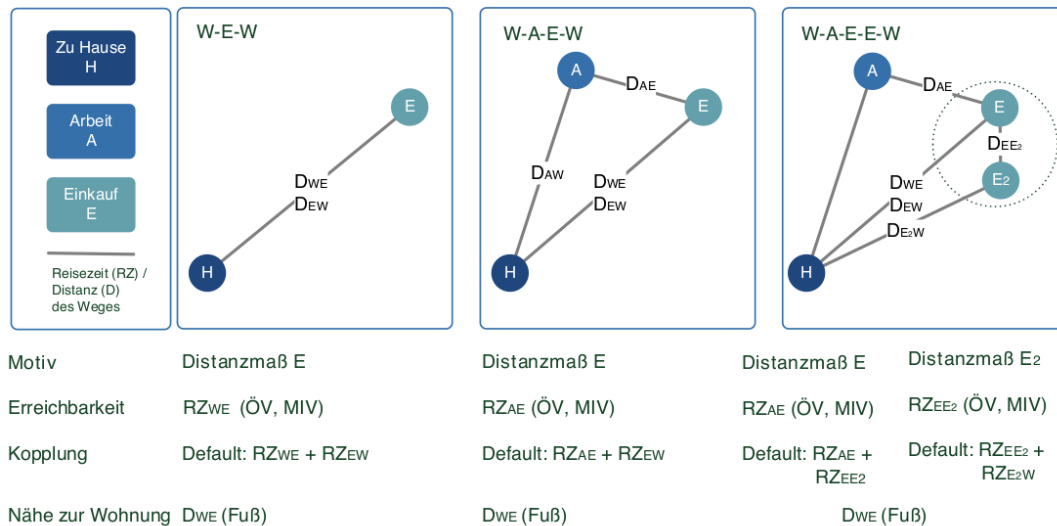 Zu Hause
H
Arbeit
A
Einkauf
E
Reisezeit (RZ) /
Distanz (D)
des Weges
W-E-W
E
DWE
DEW
H
W-A-E-W
A
DAE
E
DAW
DWE
DEW
H
W-A-E-E-W
A
DAE
E
DEE2
DWE
E2
DEW
DE2W
H
Motiv Distanzmaß E Distanzmaß E Distanzmaß E Distanzmaß E2
Erreichbarkeit RZWE (ÖV, MIV) RZAE (ÖV, MIV) RZAE (ÖV, MIV) RZEE2 (ÖV, MIV)
Kopplung Default: RZWE + RZEW Default: RZAE + RZEW Default: RZAE + Default: RZEE2 +
RZEE2 RZE2W
Nähe zur Wohnung DWE (Fuß) DWE (Fuß) DWE (Fuß)